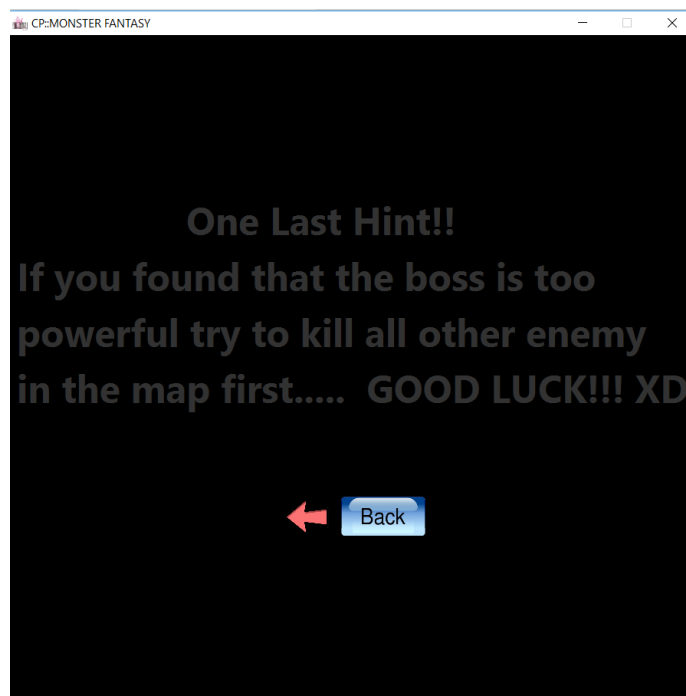 CP::MONSTER FANTASY
One Last Hint!!
If you found that the boss is too
powerful try to kill all other enemy
in the map first..... GOOD LUCK!!! XD
Back